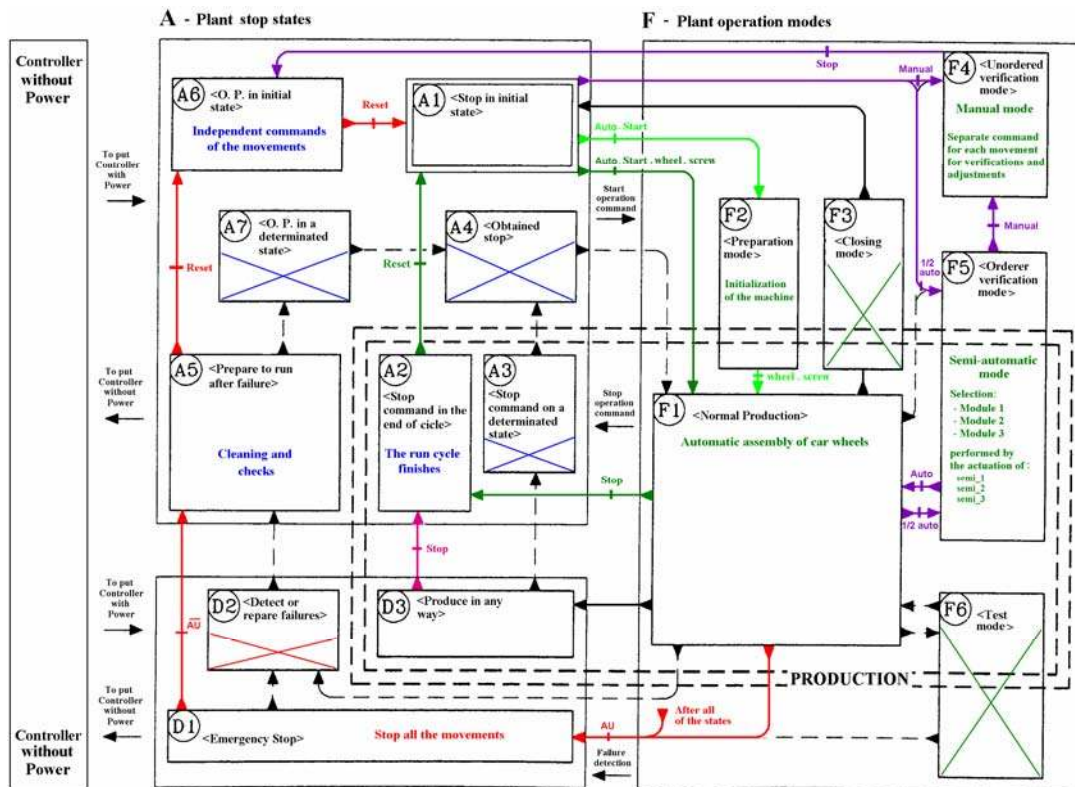 A - Plant stop states
F - Plant operation modes
Controller
without
Power
A6
<O. P. in initial
state>
Independent commands
of the movements
Reset
A1
<Stop in initial
state>
Stop
Manual
F4
<Unordered
verification
mode>
Manual mode
Separate command
for each movement
for verifications and
adjustments
Auto . Start
Auto . Start . wheel . screw
To put
Controller
with
Power
Start
operation
command
A7
<O. P. in a
determinated
state>
A4
<Obtained
stop>
F2
<Preparation
mode>
Initialization
of the machine
F3
<Closing
mode>
Manual
1/2
auto
F5
<Orderer
verification
mode>
Reset
Reset
To put
Controller
without
Power
A5
<Prepare to run
after failure>
Cleaning and
checks
A2
<Stop
command in the
end of cicle>
The run cycle
finishes
A3
<Stop
command on a
determinated
state>
Stop
operation
command
wheel . screw
F1
<Normal Production>
Automatic assembly of car wheels
Semi-automatic
mode
Selection:
- Module 1
- Module 2
- Module 3
performed by
the actuation of :
semi_1
semi_2
semi_3
Auto
1/2 auto
Stop
Stop
To put
Controller
with
Power
AU
D2
<Detect or
repare failures>
D3
<Produce in any
way>
F6
<Test
mode>
PRODUCTION
To put
Controller
without
Power
D1
<Emergency Stop>
Stop all the movements
AU
After all
of the states
Failure
detection
Controller
without
Power